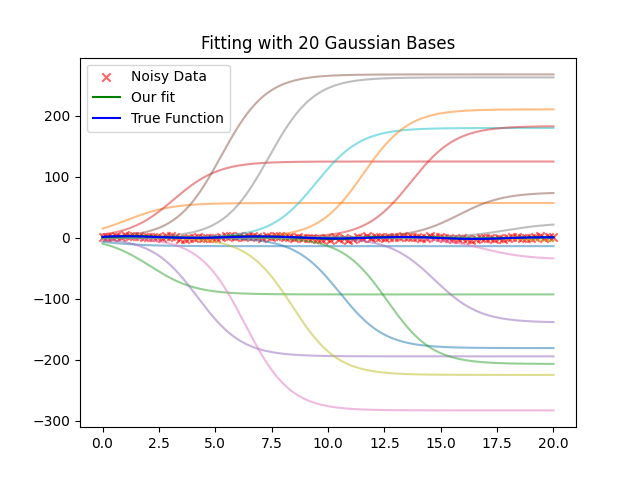 Fitting with 20 Gaussian Bases
Noisy Data
Our fit
True Function
200
100
0
−100
−200
−300
0.0 2.5 5.0 7.5 10.0 12.5 15.0 17.5 20.0